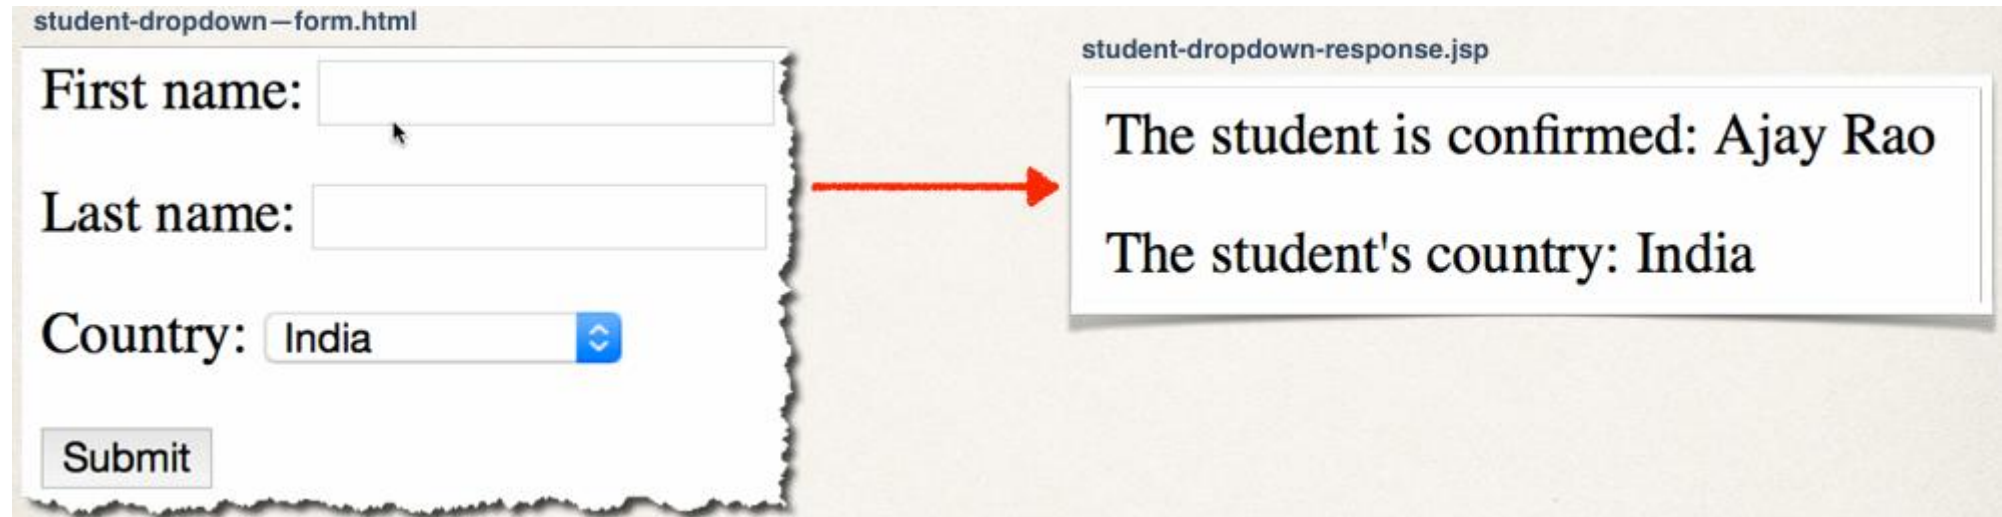 student-dropdown—form.html
First name:
Last name:
Country: India
Submit
student-dropdown-response.jsp
The student is confirmed: Ajay Rao
The student's country: India